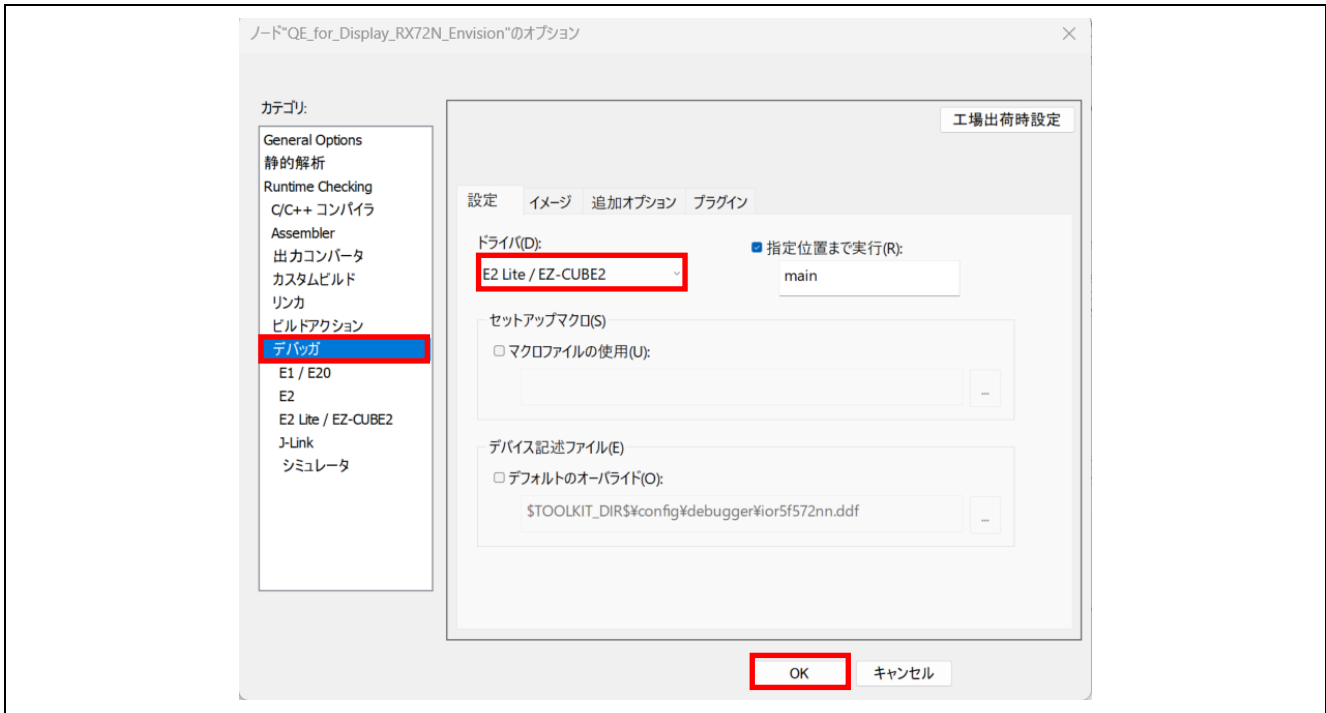 ノード"QE_for_Display_RX72N_Envision"のオプション
カテゴリ:
General Options
静的解析
Runtime Checking
C/C++ コンパイラ
Assembler
出力コンバータ
カスタムビルド
リンカ
ビルドアクション
デバッガ
E1 / E20
E2
E2 Lite / EZ-CUBE2
J-Link
シミュレータ
工場出荷時設定
設定 イメージ 追加オプション プラグイン
ドライバ(D):
E2 Lite / EZ-CUBE2
指定位置まで実行(R):
main
セットアップマクロ(S)
マクロファイルの使用(U):
...
デバイス記述ファイル(E)
デフォルトのオーバライド(O):
$TOOLKIT_DIR$¥config¥debugger¥ior5f572nn.ddf
...
OK キャンセル